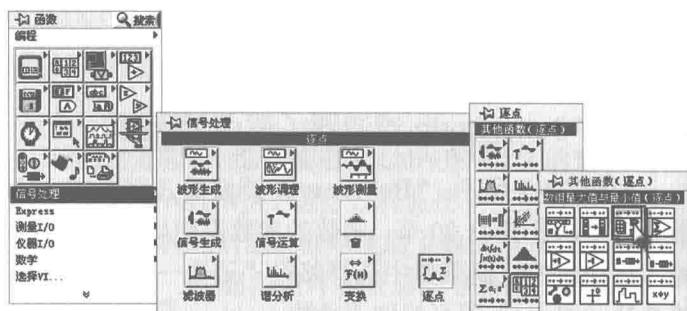 函数
搜索
编程
信号处理
Express
测量I/O
仪器I/O
数学
选择VI...
信号处理
逐点
波形生成
波形调理
波形测量
信号生成
信号运算
窗
滤波器
谱分析
变换
逐点
逐点
其他函数(逐点)
其他函数(逐点)
数组最大值与最小值(逐点)